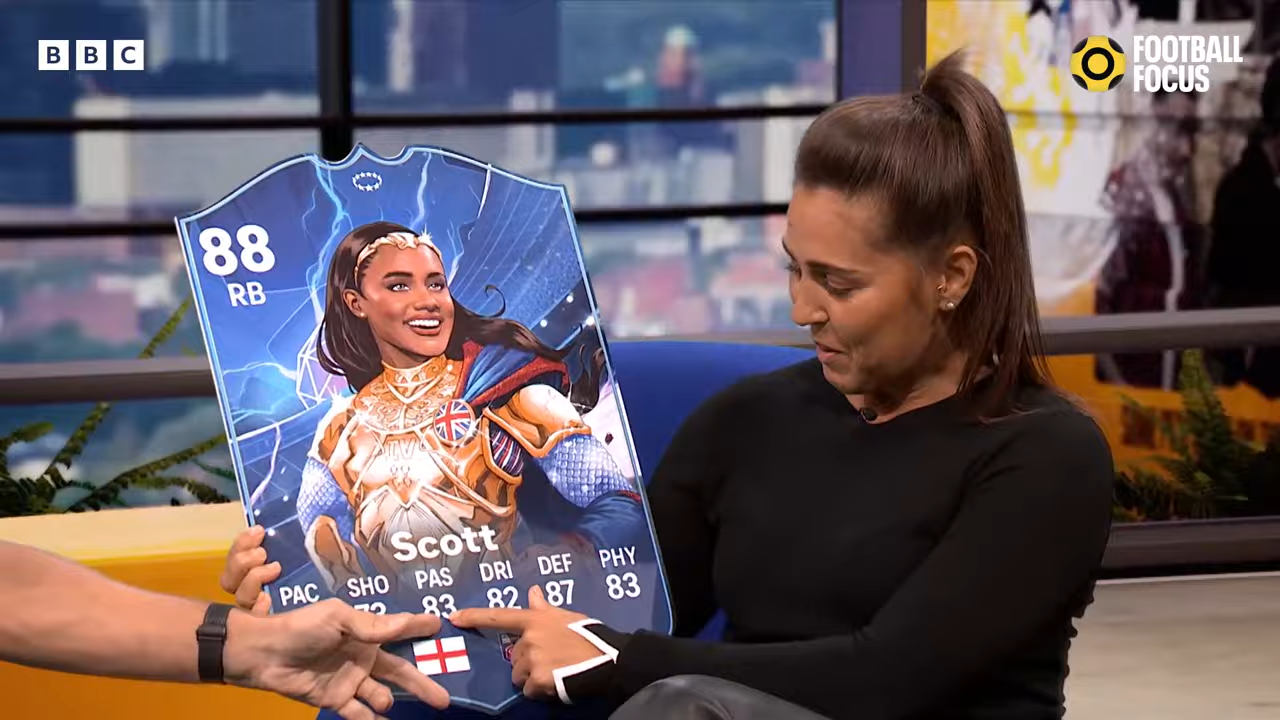 BBC
FOOTBALL
FOCUS
88
RB
Scott
PAC SHO PAS DRI DEF PHY
83 82 87 83